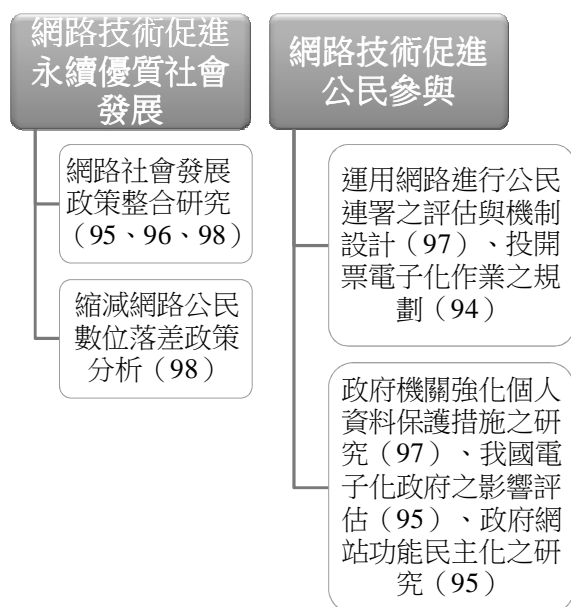 網路技術促進
永續優質社會
發展
網路社會發展
政策整合研究
（95、96、98）
縮減網路公民
數位落差政策
分析（98）
網路技術促進
公民參與
運用網路進行公民
連署之評估與機制
設計（97）、投開
票電子化作業之規
劃（94）
政府機關強化個人
資料保護措施之研
究（97）、我國電
子化政府之影響評
估（95）、政府網
站功能民主化之研
究（95）